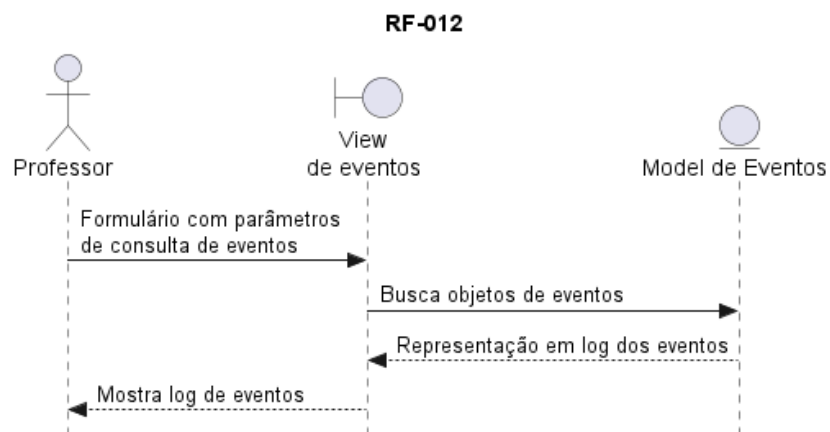 RF-012
View
Professor
de eventos
Model de Eventos
Formulário com parâmetros
de consulta de eventos
Busca objetos de eventos
Representação em log dos eventos
Mostra log de eventos